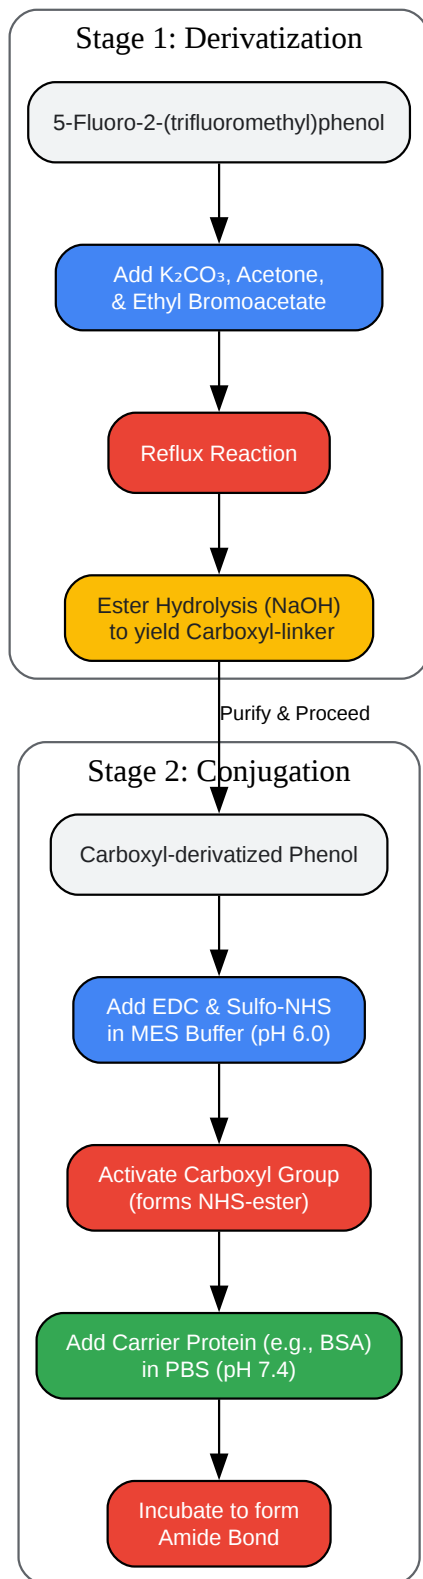 Stage 1: Derivatization
5-Fluoro-2-(trifluoromethyl)phenol
Add K₂CO₃, Acetone,
& Ethyl Bromoacetate
Reflux Reaction
Ester Hydrolysis (NaOH)
to yield Carboxyl-linker
Purify & Proceed
Stage 2: Conjugation
Carboxyl-derivatized Phenol
Add EDC & Sulfo-NHS
in MES Buffer (pH 6.0)
Activate Carboxyl Group
(forms NHS-ester)
Add Carrier Protein (e.g., BSA)
in PBS (pH 7.4)
Incubate to form
Amide Bond